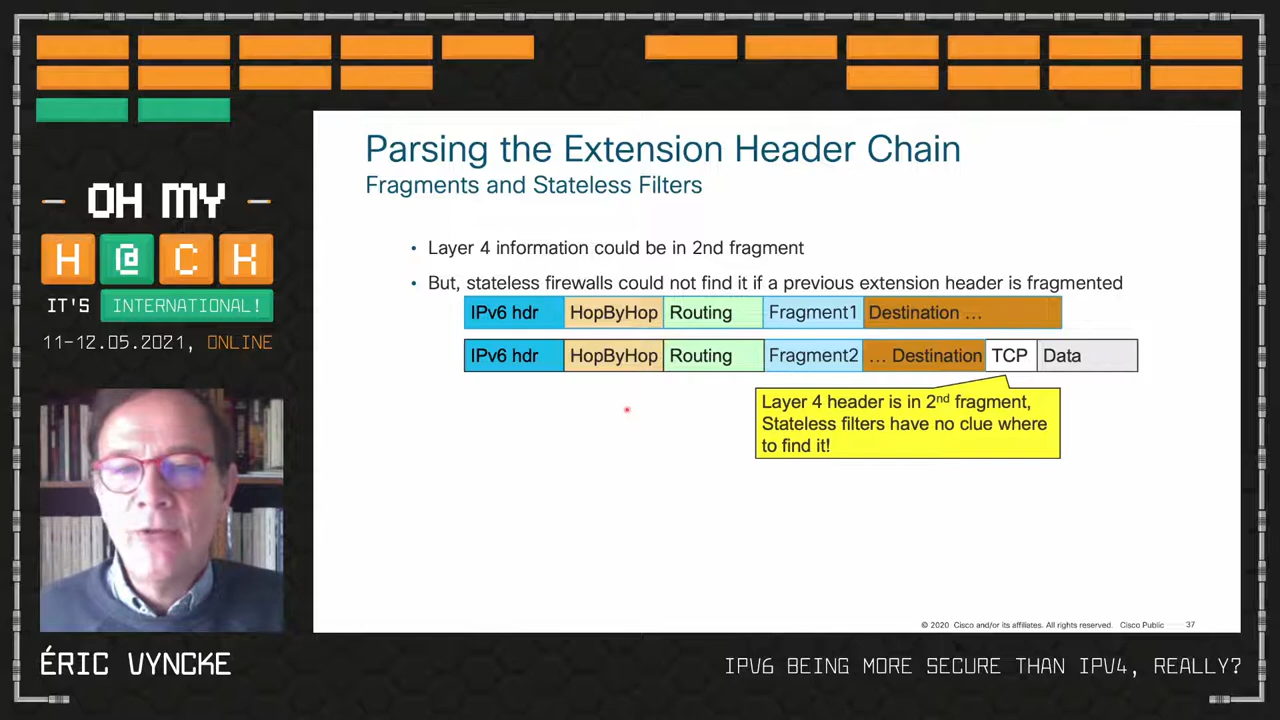 OH MY
H@CK
IT'S INTERNATIONAL!
11-12.05.2021, ONLINE
Parsing the Extension Header Chain
Fragments and Stateless Filters
• Layer 4 information could be in 2nd fragment
• But, stateless firewalls could not find it if a previous extension header is fragmented
IPv6 hdr HopByHop Routing Fragment1 Destination ...
IPv6 hdr HopByHop Routing Fragment2 ... Destination TCP Data
Layer 4 header is in 2nd fragment,
Stateless filters have no clue where
to find it!
© 2020 Cisco and/or its affiliates. All rights reserved. Cisco Public 37
ÉRIC VYNCKE
IPV6 BEING MORE SECURE THAN IPV4, REALLY?